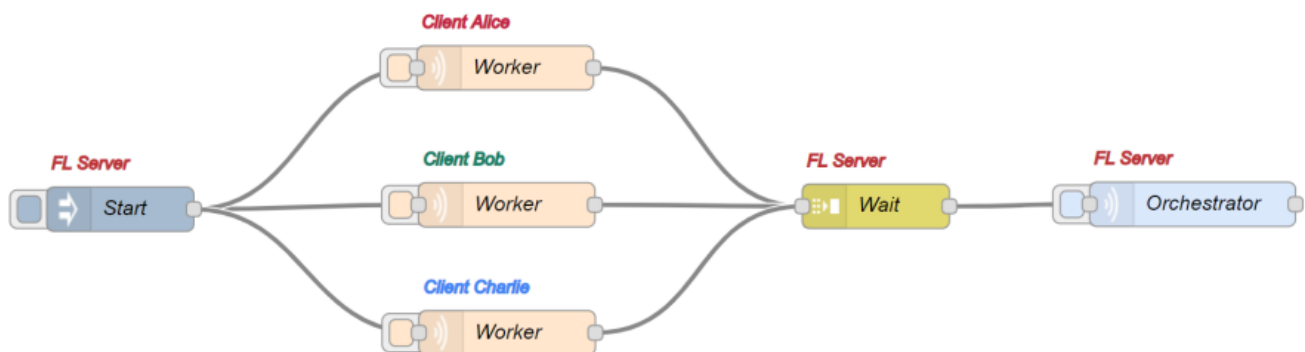 Client Alice
Worker
FL Server
Start
Client Bob
Worker
FL Server
Wait
FL Server
Orchestrator
Client Charlie
Worker